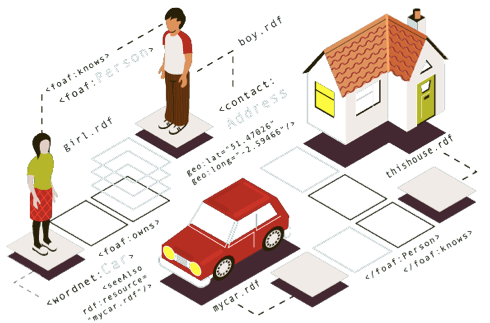 <foaf:knows>
<foaf:Person>
boy.rdf
<contact:
Address
girl.rdf
geo:lat="51.47026"
geo:long="-2.59466"/>
thishouse.rdf
<foaf:owns>
<wordnet:Car>
<seeAlso
rdf:resource=
"mycar.rdf"/>
mycar.rdf
</foaf:Person>
</foaf:knows>